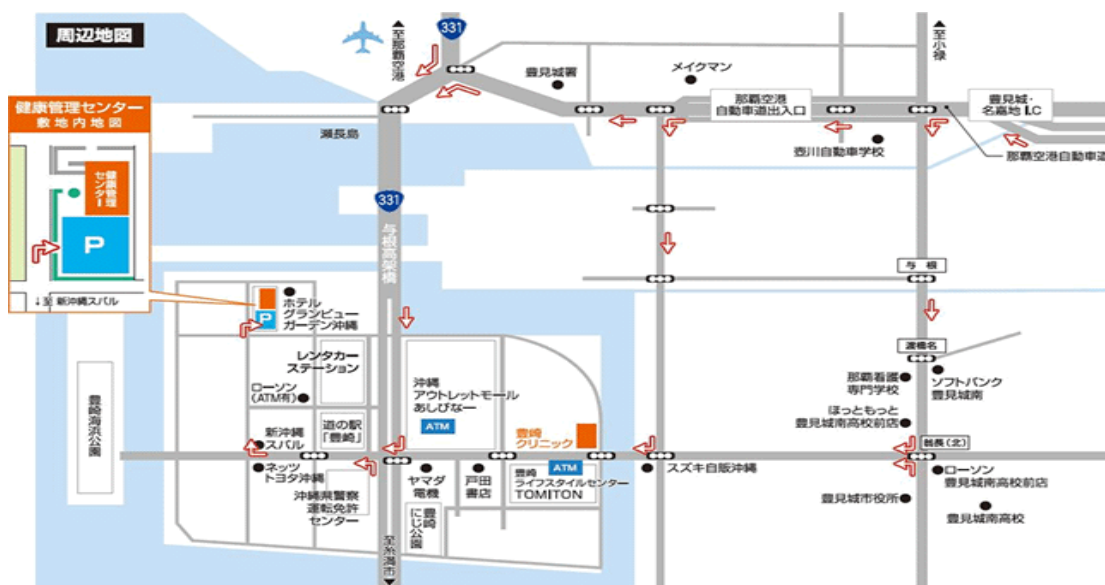 周辺地図
331
至那覇空港
至小禄
豊見城署
メイクマン
那覇空港
自動車道出入口
豊見城・
名嘉地 I.C
健康管理センター
敷地内地図
瀬長島
壺川自動車学校
那覇空港自動車道
健康管理
センター
P
331
与根高架橋
与 根
↓至 新沖縄スパル
ホテル
グランビュー
ガーデン沖縄
P
渡橋名
レンタカー
ステーション
沖縄
アウトレットモール
あしびなー
ATM
那覇看護
専門学校
ソフトバンク
豊見城南
ローソン
(ATM有)
ほっともっと
豊見城南高校前店
豊崎海浜公園
新沖縄
スバル
道の駅
「豊崎」
豊崎
クリニック
翁長(北)
ネッツ
トヨタ沖縄
沖縄県警察
運転免許
センター
ヤマダ
電機
戸田
書店
豊崎
ATM
ライフスタイルセンター
TOMITON
スズキ自販沖縄
ローソン
豊見城南高校前店
豊崎
にじ公園
豊見城市役所
豊見城南高校
至糸満市